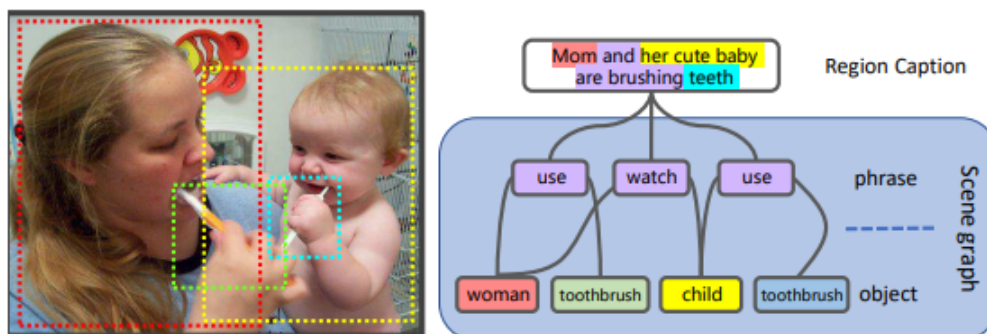 Mom and her cute baby
are brushing teeth
Region Caption
use
watch
use
phrase
Scene graph
woman
toothbrush
child
toothbrush
object